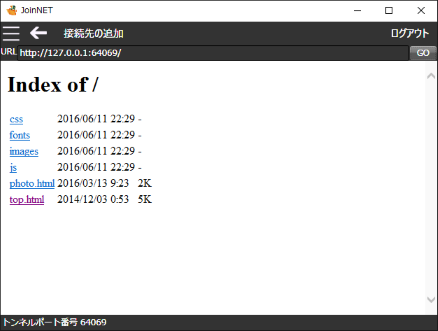 JoinNET
接続先の追加 ログアウト
URL http://127.0.0.1:64069/ GO
Index of /
css 2016/06/11 22:29 -
fonts 2016/06/11 22:29 -
images 2016/06/11 22:29 -
js 2016/06/11 22:29 -
photo.html 2016/03/13 9:23 2K
top.html 2014/12/03 0:53 5K
トンネルポート番号 64069